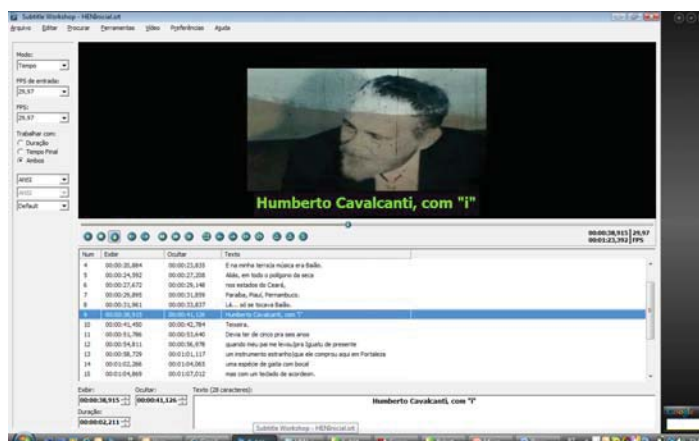 Subtitle Workshop - HENInicial.srt
Arquivo Editar Procurar Ferramentas Vídeo Preferências Ajuda
Modo:
Tempo
FPS de entrada:
29,97
FPS:
29,97
Trabalhar com:
Duração
Tempo Final
Ambos
ANSI
ANSI
Default
Humberto Cavalcanti, com "i"
00:00:38,915 29,97
00:01:23,392 FPS
Num Exibir Ocultar Texto
4 00:00:20,884 00:00:23,835 E na minha terra;a música era Baião.
5 00:00:24,592 00:00:27,208 Aliás, em todo o polígono da seca
6 00:00:27,672 00:00:29,148 nos estados do Ceará,
7 00:00:29,895 00:00:31,859 Paraíba, Piauí, Pernambuco.
8 00:00:31,961 00:00:33,837 Lá... só se tocava Baião.
9 00:00:38,915 00:00:41,126 Humberto Cavalcanti, com "i"
10 00:00:41,450 00:00:42,784 Teixeira.
11 00:00:51,786 00:00:53,640 Devia ter de cinco pra seis anos
12 00:00:54,811 00:00:56,978 quando meu pai me levou|pra Iguatu de presente
13 00:00:58,729 00:01:01,117 um instrumento estranho|que ele comprou aqui em Fortaleza
14 00:01:02,266 00:01:04,065 uma espécie de gaita com bocal
15 00:01:04,869 00:01:07,012 mas com um teclado de acordeon.
Exibir: Ocultar: Texto (28 caracteres):
00:00:38,915 00:00:41,126 Humberto Cavalcanti, com "i"
Duração:
00:00:02,211
Subtitle Workshop - HENInicial.srt
Google